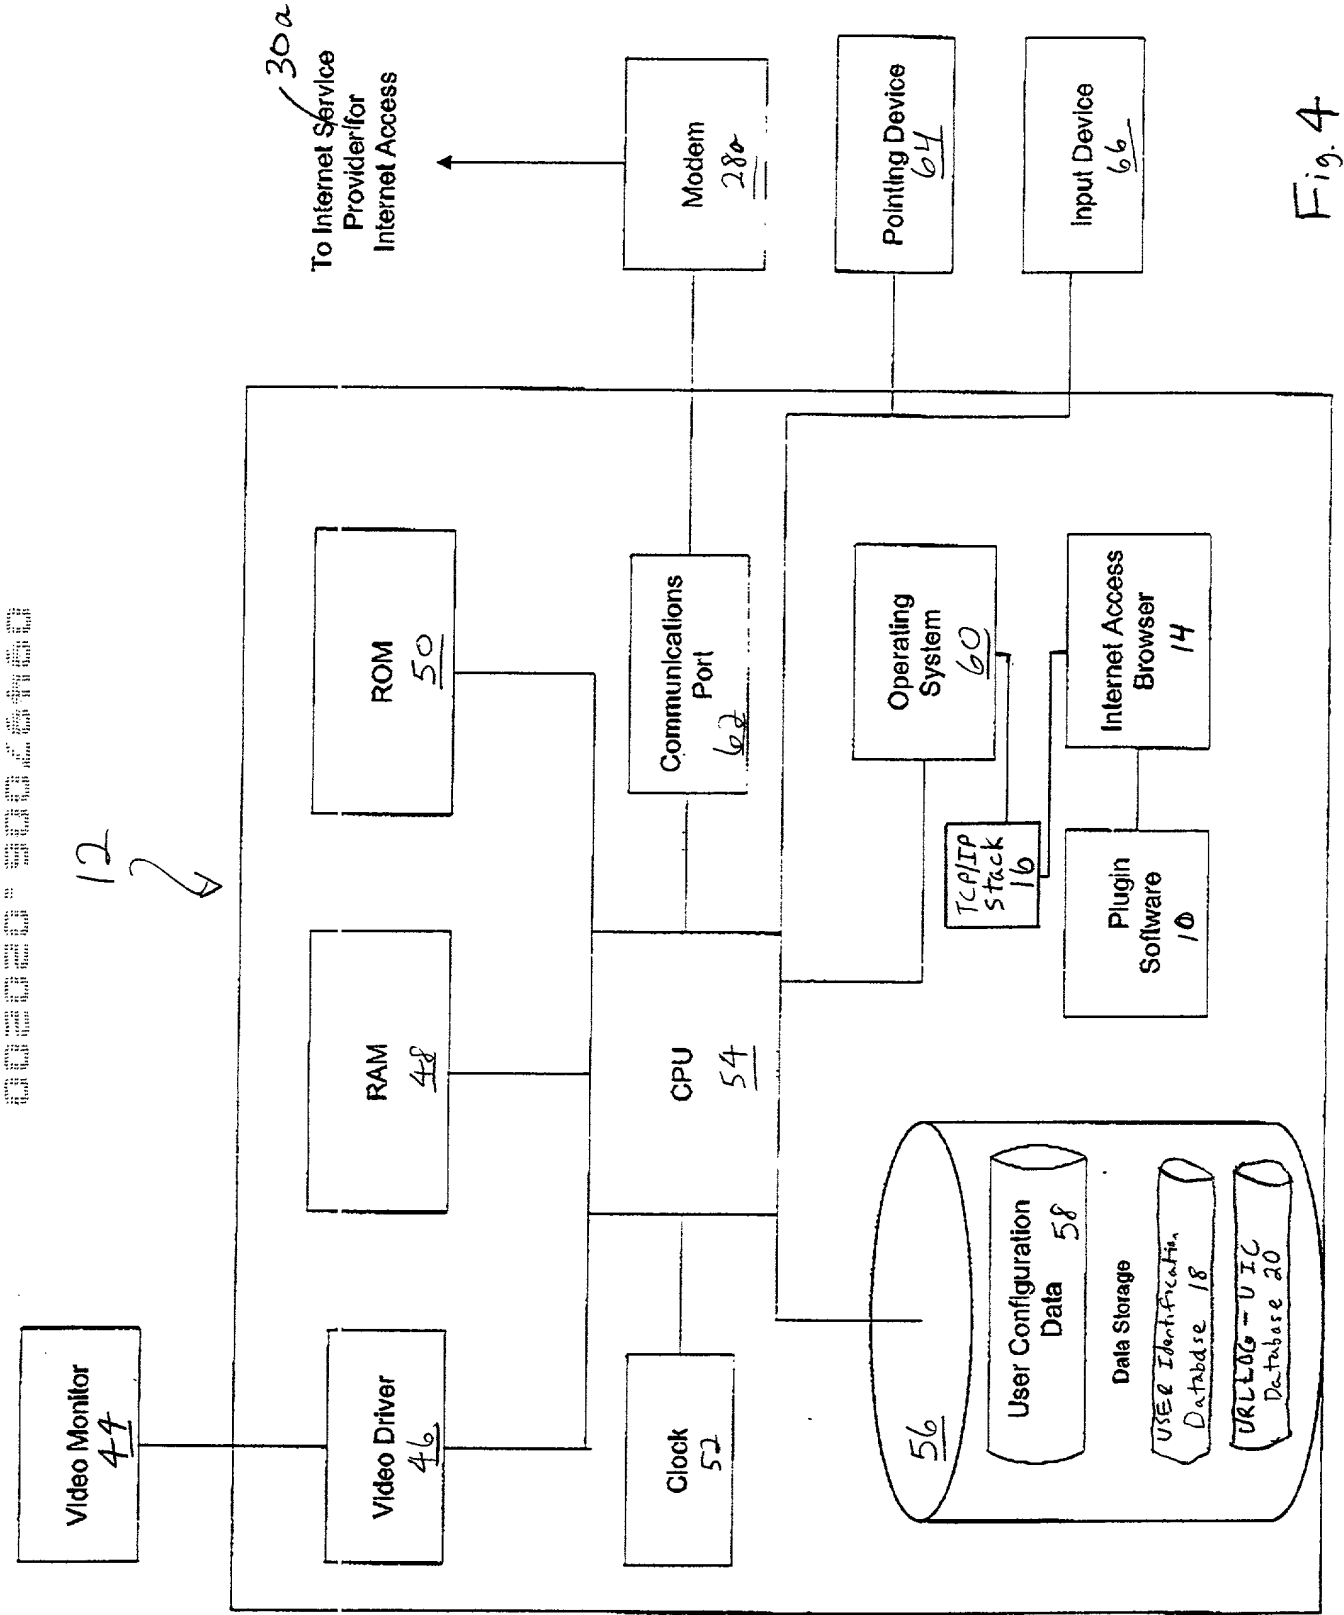 12
Video Monitor
44
Video Driver
46
RAM
48
ROM
50
To Internet Service
Provider for
Internet Access
30a
Clock
52
CPU
54
Communications
Port
62
Modem
28a
56
User Configuration
Data 58
Data Storage
USER Identification
Database 18
URLLOG-UIC
Database 20
Operating
System
60
TCP/IP
Stack
16
Plugin
Software
10
Internet Access
Browser
14
Pointing Device
64
Input Device
66
Fig. 4